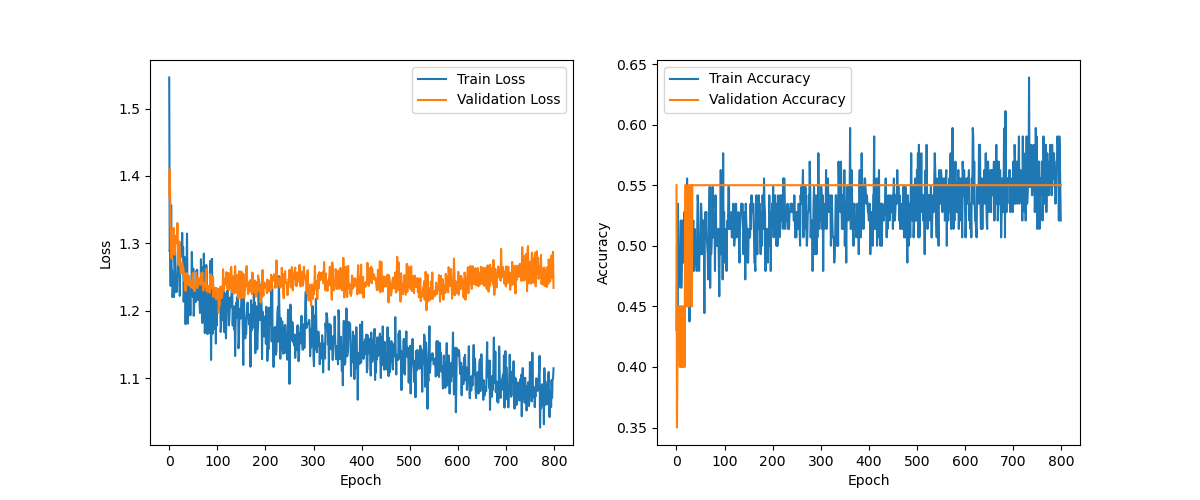 Train Loss
Validation Loss
1.5
1.4
1.3
1.2
1.1
Loss
0 100 200 300 400 500 600 700 800
Epoch
Train Accuracy
Validation Accuracy
0.65
0.60
0.55
0.50
0.45
0.40
0.35
Accuracy
0 100 200 300 400 500 600 700 800
Epoch